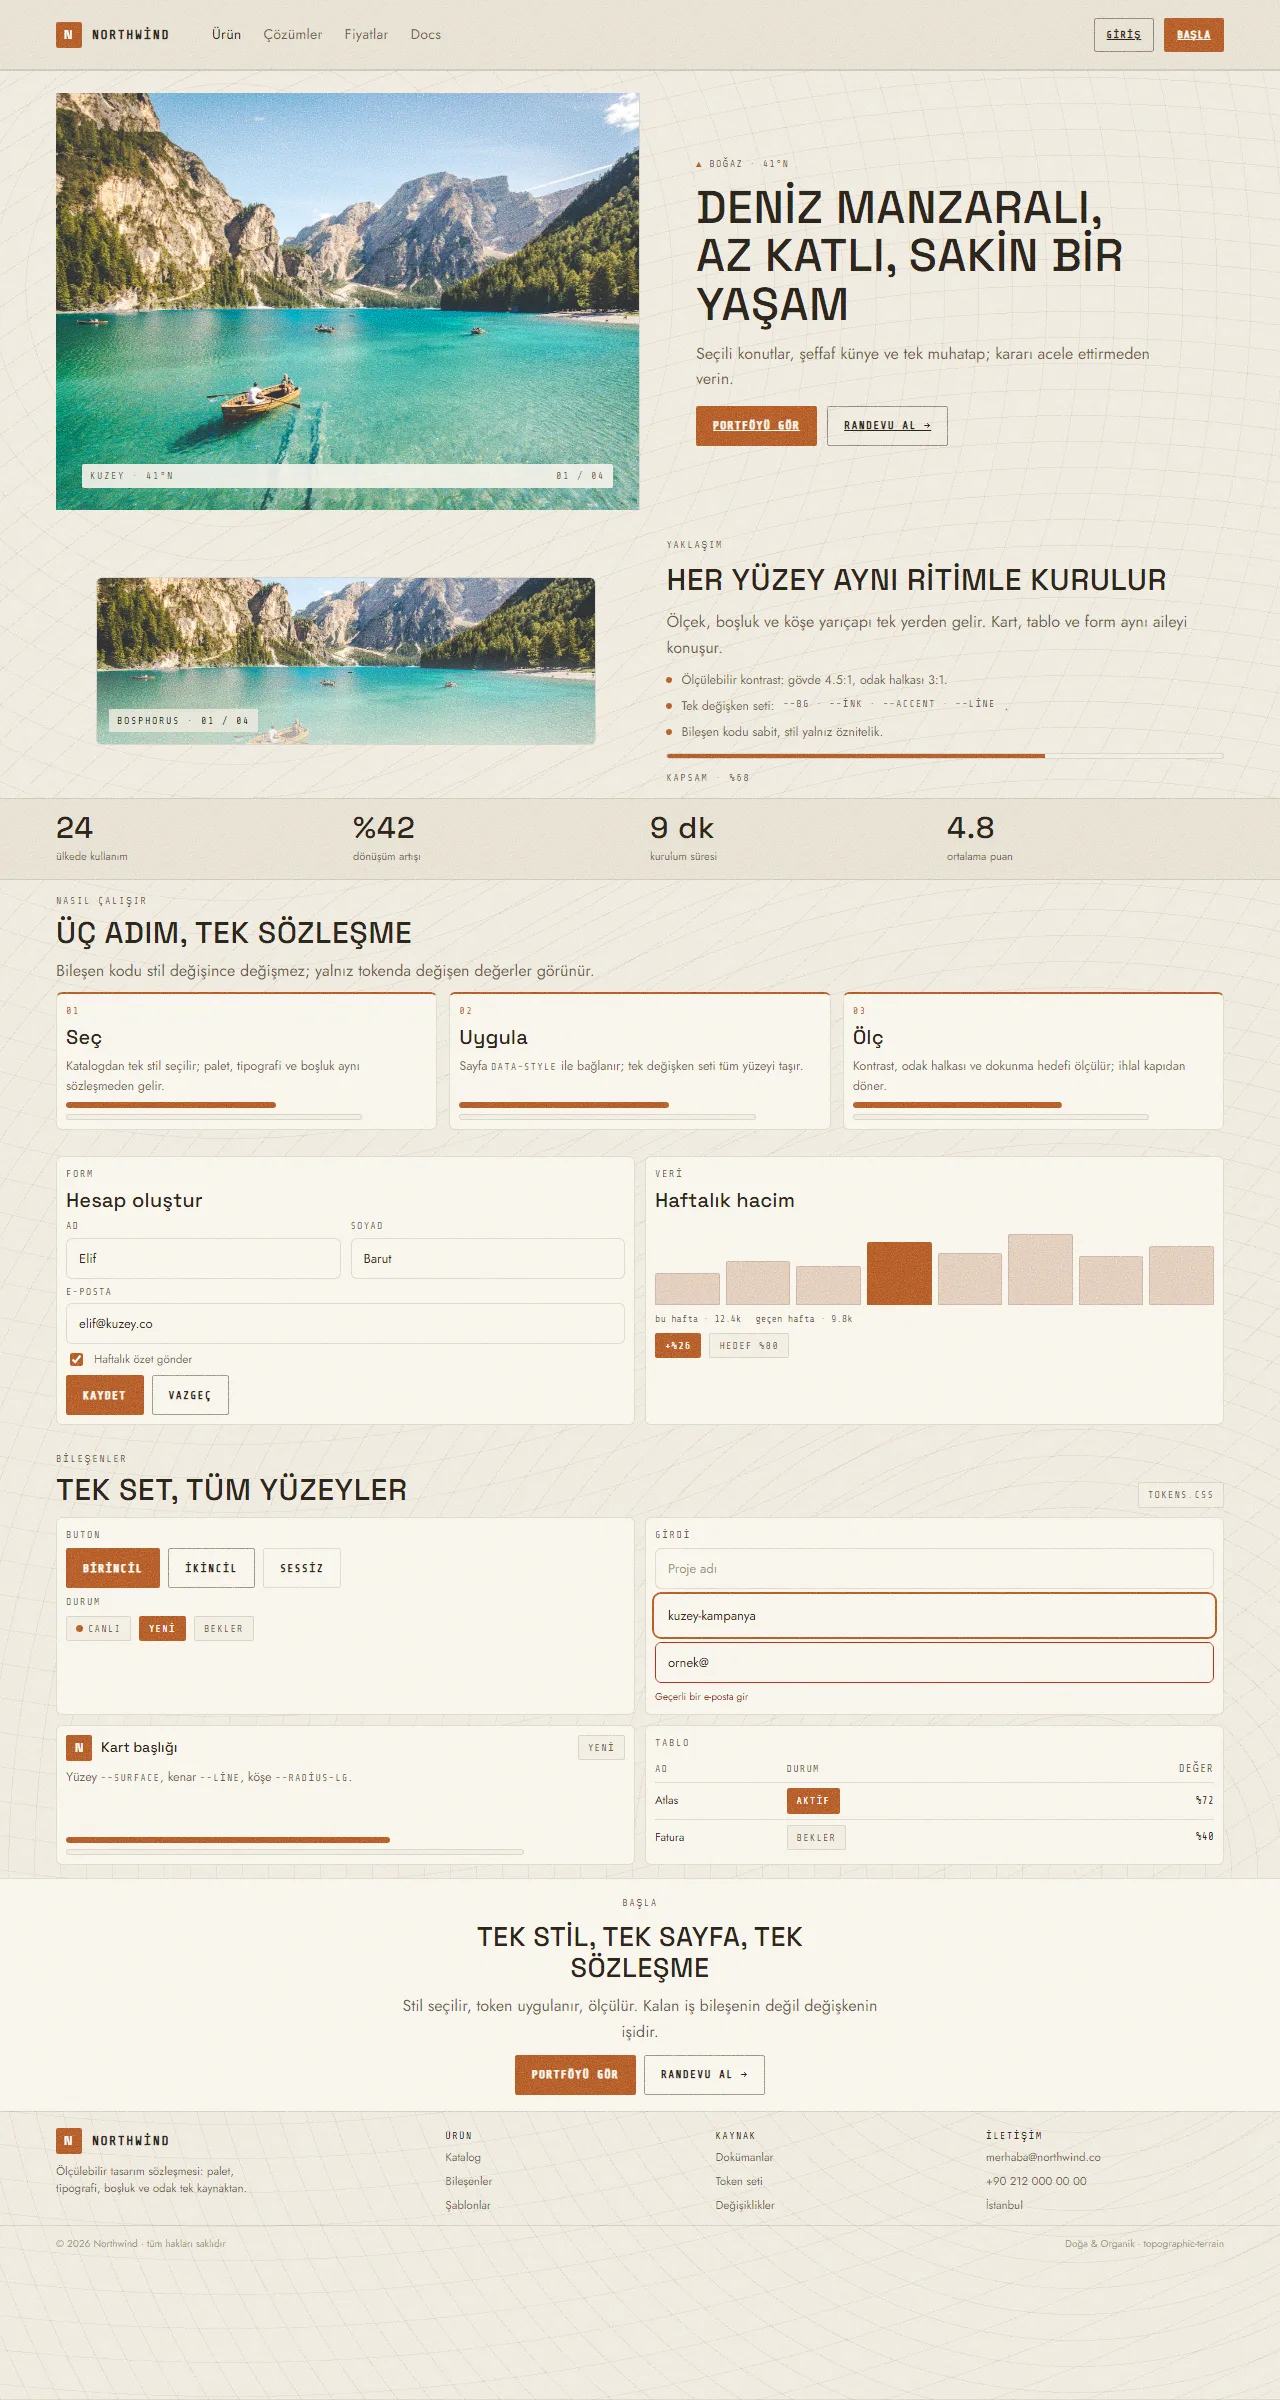 N NORTHWİND
Ürün Çözümler Fiyatlar Docs
GİRİŞ BAŞLA
▲ BOĞAZ · 41°N
DENİZ MANZARALI,
AZ KATLI, SAKİN BİR
YAŞAM
Seçili konutlar, şeffaf künye ve tek muhatap; kararı acele ettirmeden
verin.
PORTFÖYÜ GÖR RANDEVU AL →
KUZEY · 41°N 01 / 04
YAKLAŞIM
HER YÜZEY AYNI RİTİMLE KURULUR
Ölçek, boşluk ve köşe yarıçapı tek yerden gelir. Kart, tablo ve form aynı aileyi
konuşur.
Ölçülebilir kontrast: gövde 4.5:1, odak halkası 3:1.
Tek değişken seti: --BG · --İNK · --ACCENT · --LİNE .
Bileşen kodu sabit, stil yalnız öznitelik.
KAPSAM · %68
BOSPHORUS · 01 / 04
24 %42 9 dk 4.8
ülkede kullanım dönüşüm artışı kurulum süresi ortalama puan
NASIL ÇALIŞIR
ÜÇ ADIM, TEK SÖZLEŞME
Bileşen kodu stil değişince değişmez; yalnız tokenda değişen değerler görünür.
01
Seç
Katalogdan tek stil seçilir; palet, tipografi ve boşluk aynı
sözleşmeden gelir.
02
Uygula
Sayfa DATA-STYLE ile bağlanır; tek değişken seti tüm yüzeyi taşır.
03
Ölç
Kontrast, odak halkası ve dokunma hedefi ölçülür; ihlal kapıdan
döner.
FORM
Hesap oluştur
AD SOYAD
Elif Barut
E-POSTA
elif@kuzey.co
Haftalık özet gönder
KAYDET VAZGEÇ
VERİ
Haftalık hacim
bu hafta · 12.4k geçen hafta · 9.8k
+%26 HEDEF %80
BİLEŞENLER
TEK SET, TÜM YÜZEYLER
TOKENS.CSS
BUTON
BİRİNCİL İKİNCİL SESSİZ
DURUM
CANLI YENİ BEKLER
GİRDİ
Proje adı
kuzey-kampanya
ornek@
Geçerli bir e-posta gir
N Kart başlığı YENİ
Yüzey --SURFACE, kenar --LİNE, köşe --RADİUS-LG.
TABLO
AD DURUM DEĞER
Atlas AKTİF %72
Fatura BEKLER %40
BAŞLA
TEK STİL, TEK SAYFA, TEK
SÖZLEŞME
Stil seçilir, token uygulanır, ölçülür. Kalan iş bileşenin değil değişkenin
işidir.
PORTFÖYÜ GÖR RANDEVU AL →
N NORTHWİND
Ölçülebilir tasarım sözleşmesi: palet,
tipografi, boşluk ve odak tek kaynaktan.
ÜRÜN
Katalog
Bileşenler
Şablonlar
KAYNAK
Dokümanlar
Token seti
Değişiklikler
İLETİŞİM
merhaba@northwind.co
+90 212 000 00 00
İstanbul
© 2026 Northwind · tüm hakları saklıdır
Doğa & Organik · topographic-terrain